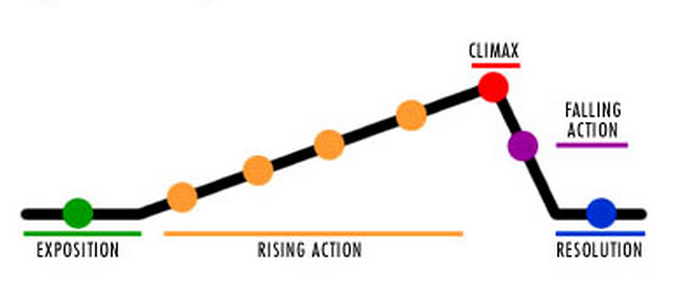 CLIMAX
FALLING
ACTION
EXPOSITION
RISING ACTION
RESOLUTION